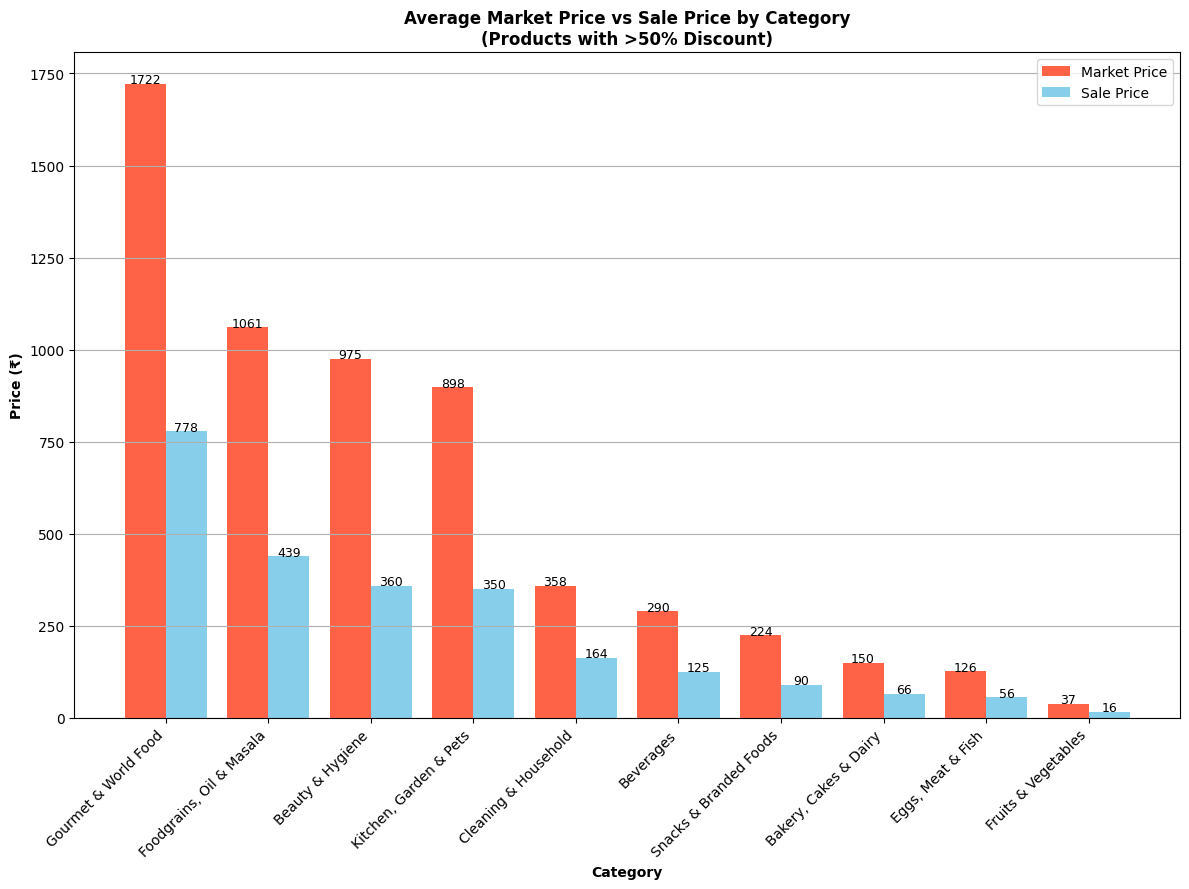 Average Market Price vs Sale Price by Category
(Products with >50% Discount)
Market Price
Sale Price
Price (₹)
1750
1500
1250
1000
750
500
250
0
1722
778
1061
439
975
360
898
350
358
164
290
125
224
90
150
66
126
56
37
16
Gourmet & World Food
Foodgrains, Oil & Masala
Beauty & Hygiene
Kitchen, Garden & Pets
Cleaning & Household
Beverages
Snacks & Branded Foods
Bakery, Cakes & Dairy
Eggs, Meat & Fish
Fruits & Vegetables
Category